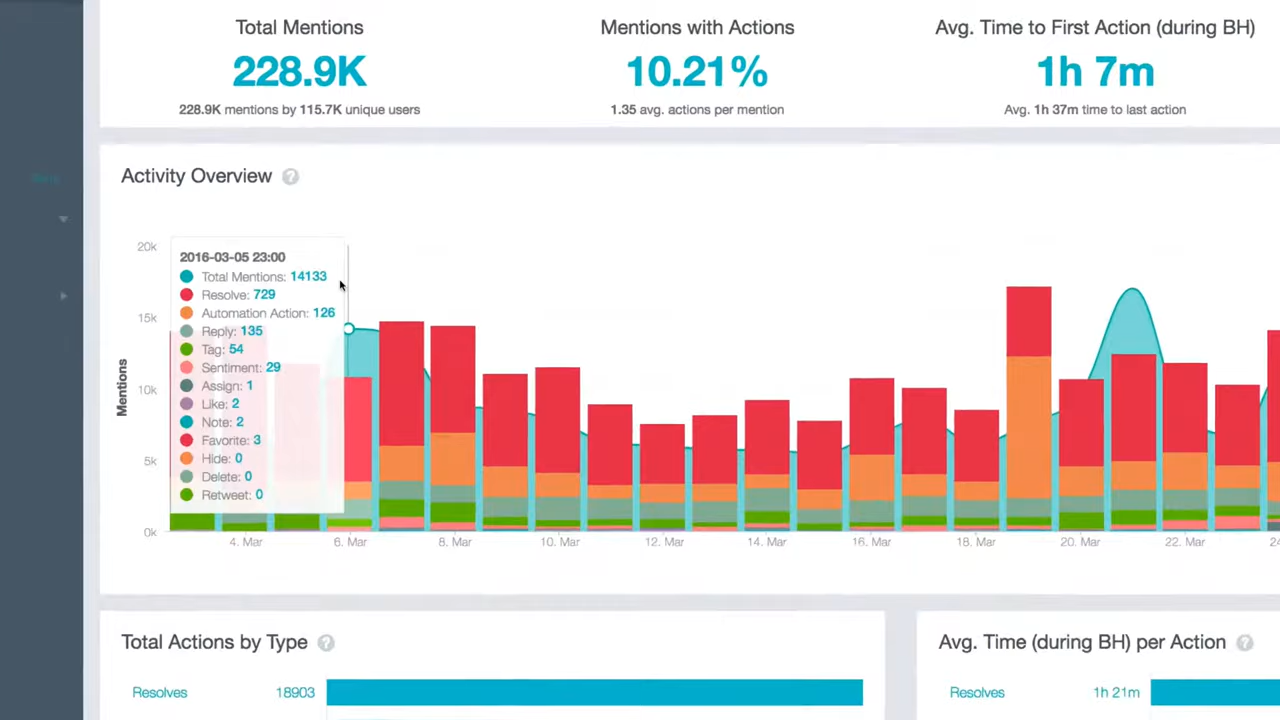 Total Mentions
228.9K
228.9K mentions by 115.7K unique users
Mentions with Actions
10.21%
1.35 avg. actions per mention
Avg. Time to First Action (during BH)
1h 7m
Avg. 1h 37m time to last action
Activity Overview ?
Mentions
20k
15k
10k
5k
0k
2016-03-05 23:00
Total Mentions: 14133
Resolve: 729
Automation Action: 126
Reply: 135
Tag: 54
Sentiment: 29
Assign: 1
Like: 2
Note: 2
Favorite: 3
Hide: 0
Delete: 0
Retweet: 0
4. Mar
6. Mar
8. Mar
10. Mar
12. Mar
14. Mar
16. Mar
18. Mar
20. Mar
22. Mar
24
Total Actions by Type ?
Resolves 18903
Avg. Time (during BH) per Action ?
Resolves 1h 21m